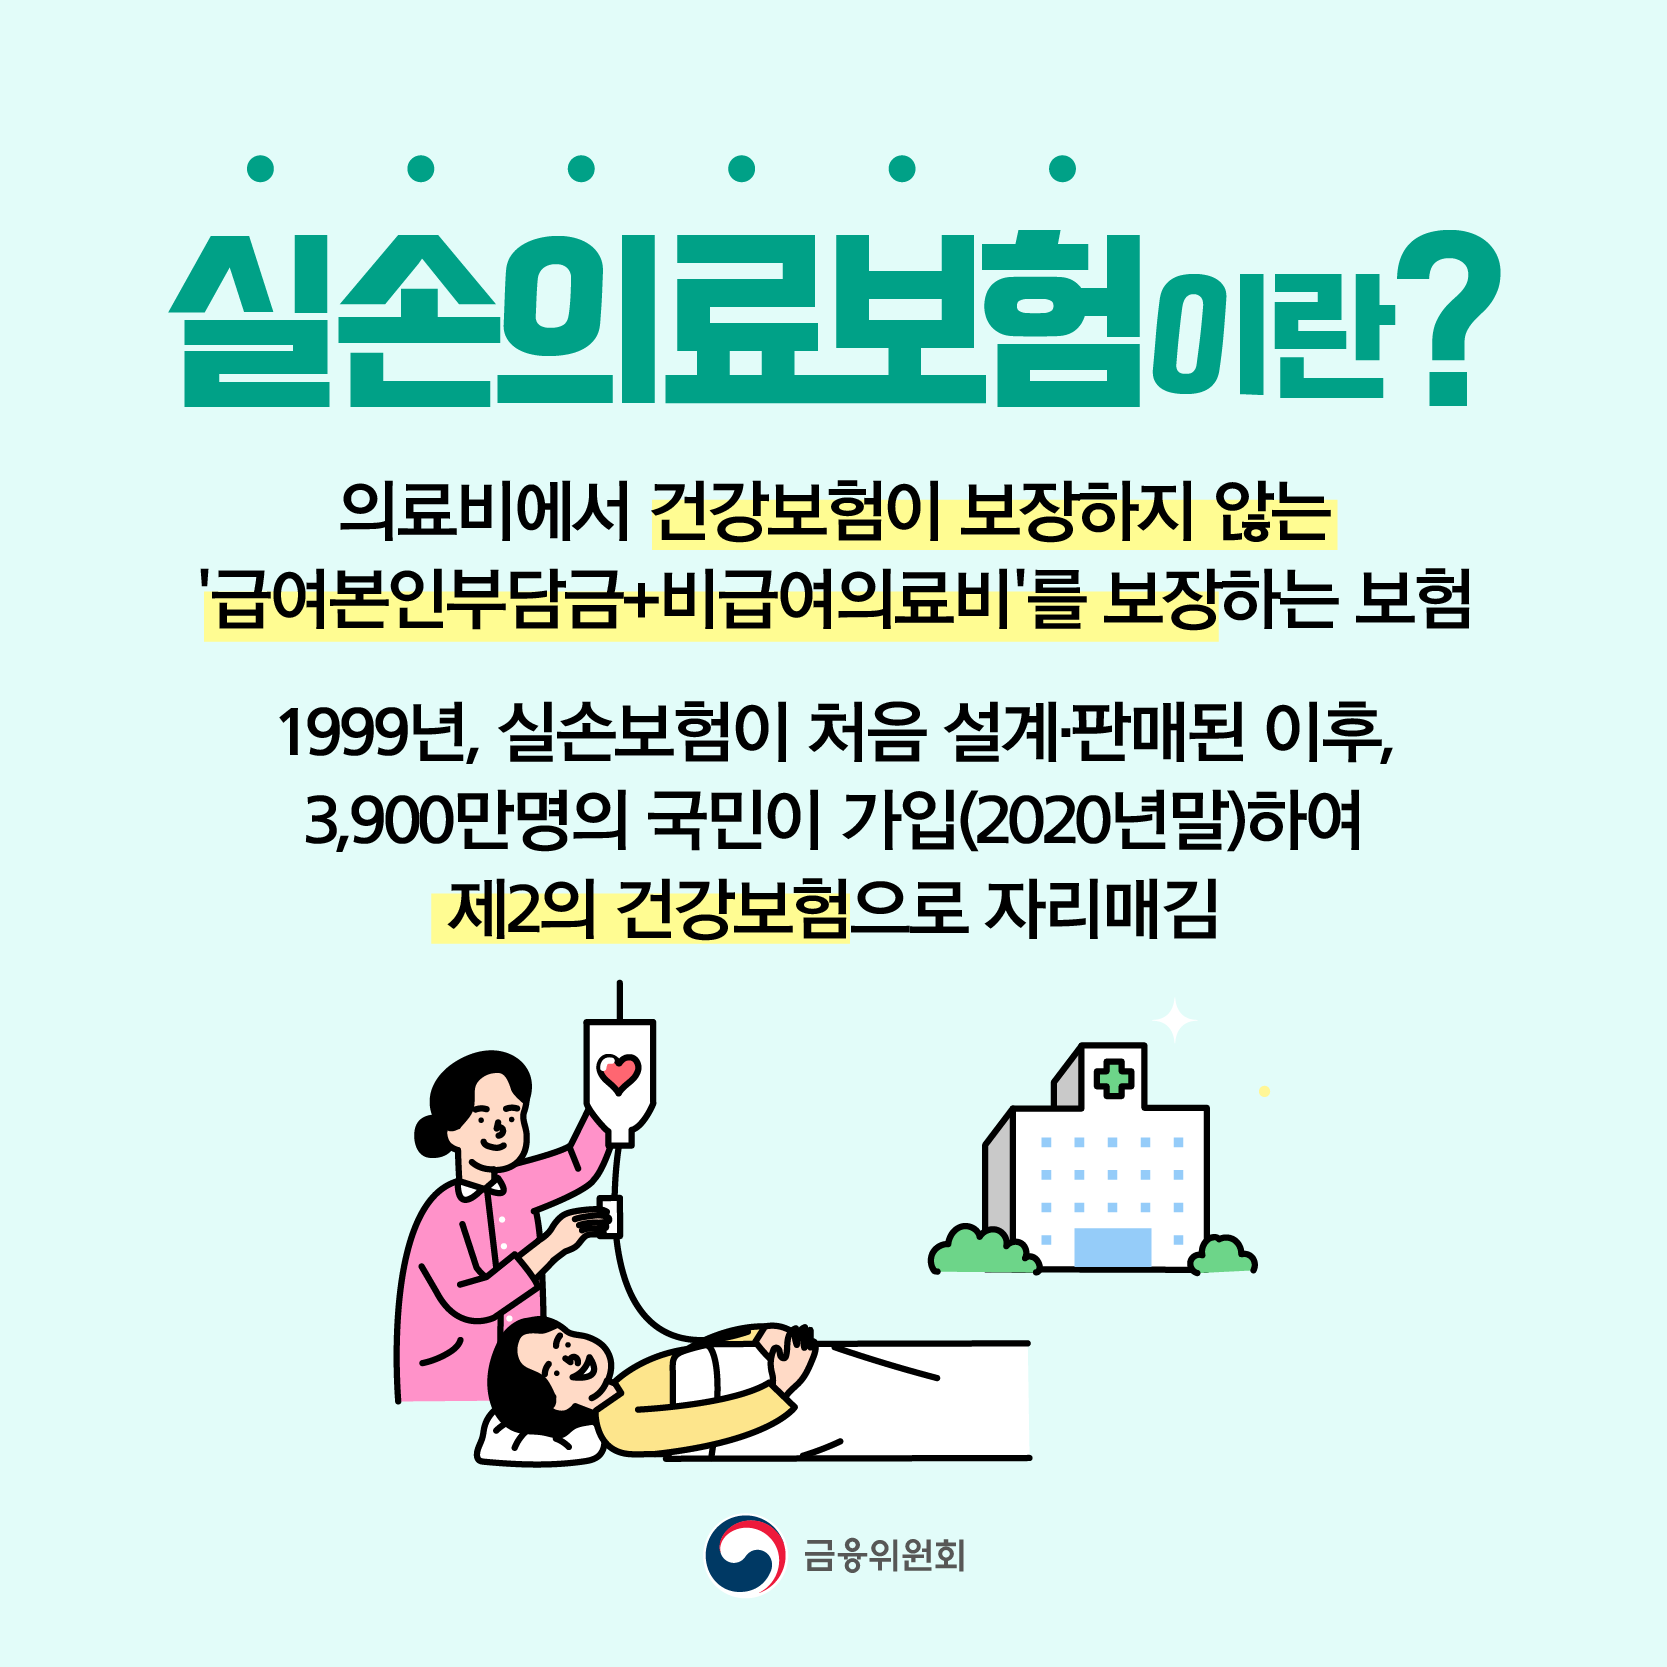 실손의료보험이란?
의료비에서 건강보험이 보장하지 않는
'급여본인부담금+비급여의료비'를 보장하는 보험
1999년, 실손보험이 처음 설계·판매된 이후,
3,900만명의 국민이 가입(2020년말)하여
제2의 건강보험으로 자리매김
금융위원회